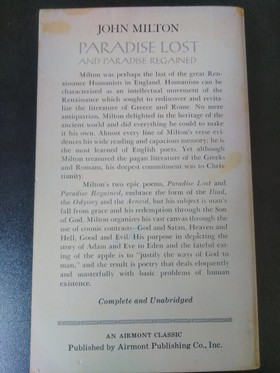 JOHN MILTON
PARADISE LOST
AND PARADISE REGAINED
Milton was perhaps the last of the great Ren-
aissance Humanists in England. Humanism can be
characterized as an intellectual movement of the
Renaissance which sought to rediscover and revita-
lize the literature of Greece and Rome. No mere
antiquarian, Milton delighted in the heritage of the
ancient world and did everything he could to make
it his own. Almost every line of Milton's verse evi-
dences his wide reading and capacious memory; he is
the most learned of English poets. Yet although
Milton treasured the pagan literature of the Greeks
and Romans, his deepest commitment was to Chris-
tianity.
Milton's two epic poems, Paradise Lost and
Paradise Regained, embrace the form of the Iliad,
the Odyssey and the Aeneid, but his subject is man's
fall from grace and his redemption through the Son
of God. Milton organizes his vast canvas through the
use of cosmic contrasts—God and Satan, Heaven and
Hell, Good and Evil. His purpose in depicting the
story of Adam and Eve in Eden and the fateful eat-
ing of the apple is to "justify the ways of God to
man," and the result is poetry that deals eloquently
and masterfully with basic problems of human
existence.
Complete and Unabridged
AN AIRMONT CLASSIC
Published by Airmont Publishing Co., Inc.